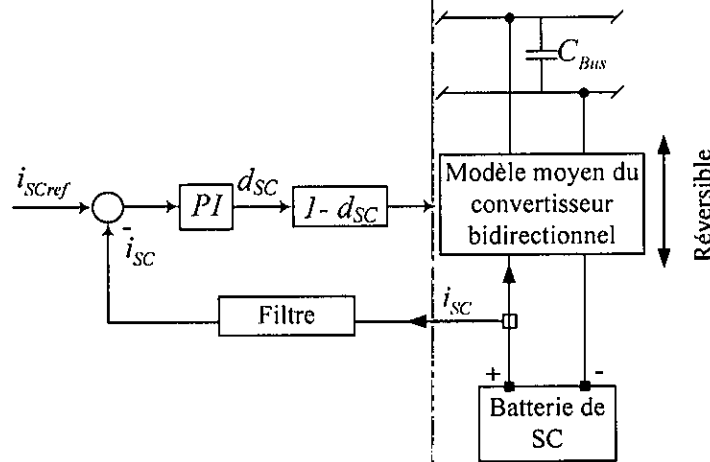 C_Bus
i_SCref
PI
d_SC
1- d_SC
Modèle moyen du
convertisseur
bidirectionnel
Réversible
-
i_SC
Filtre
i_SC
+
-
Batterie de
SC